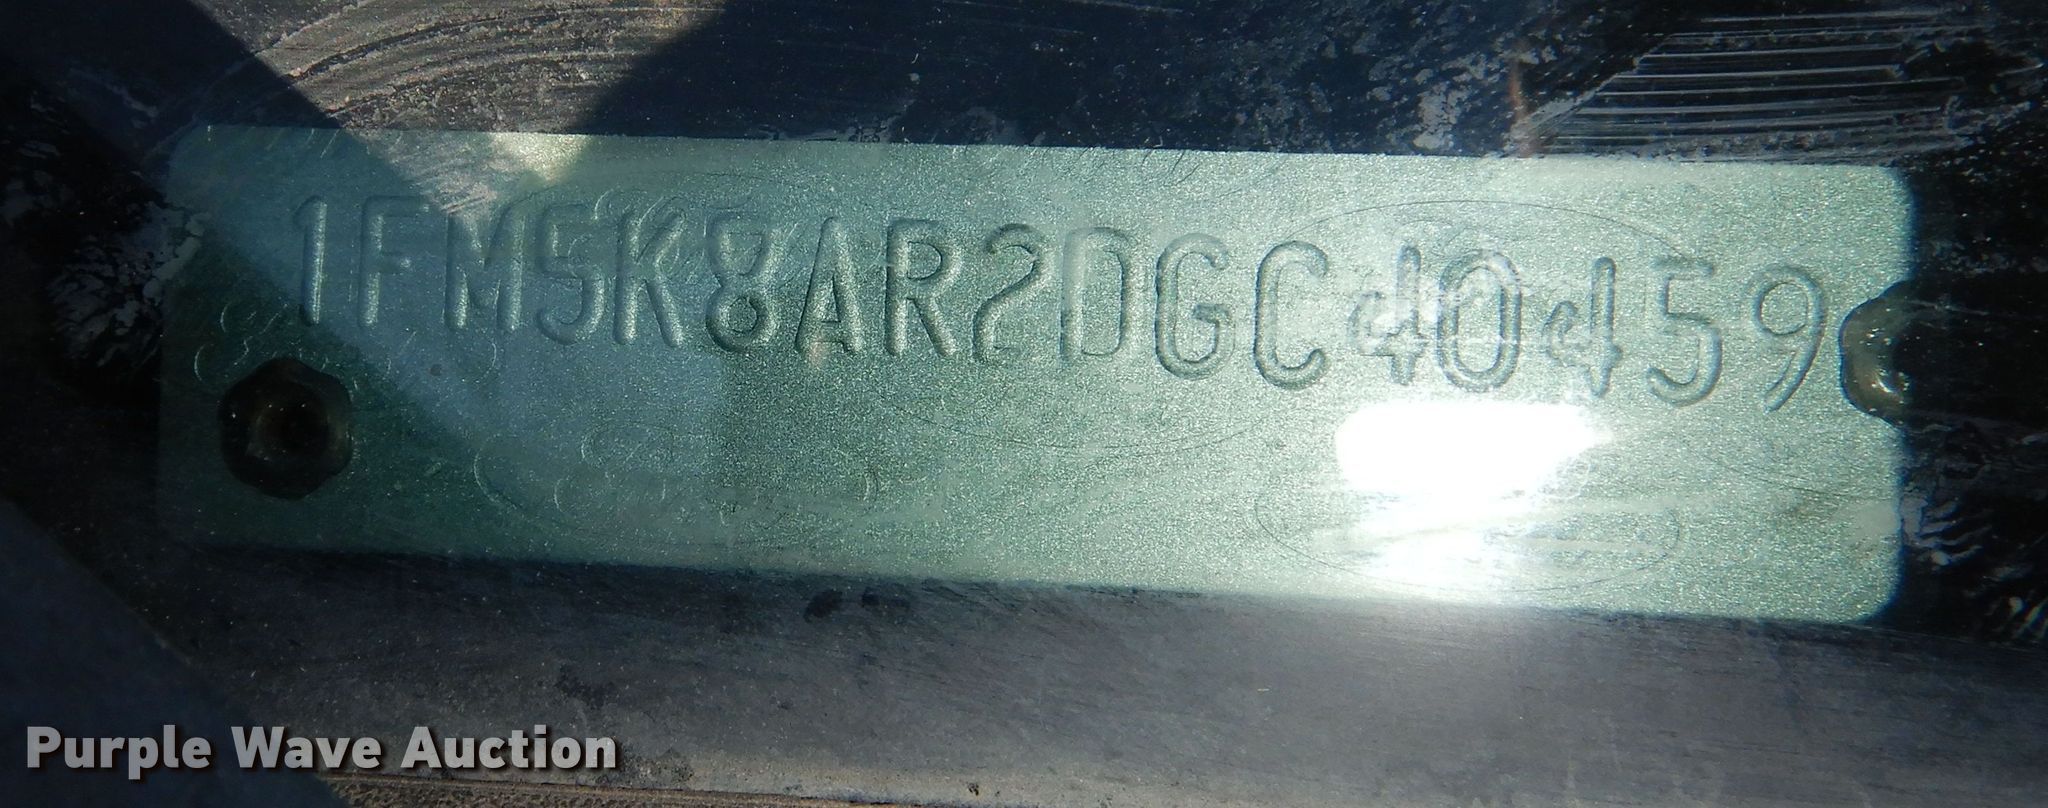 1FM5K8AR2DGC40459
Purple Wave Auction